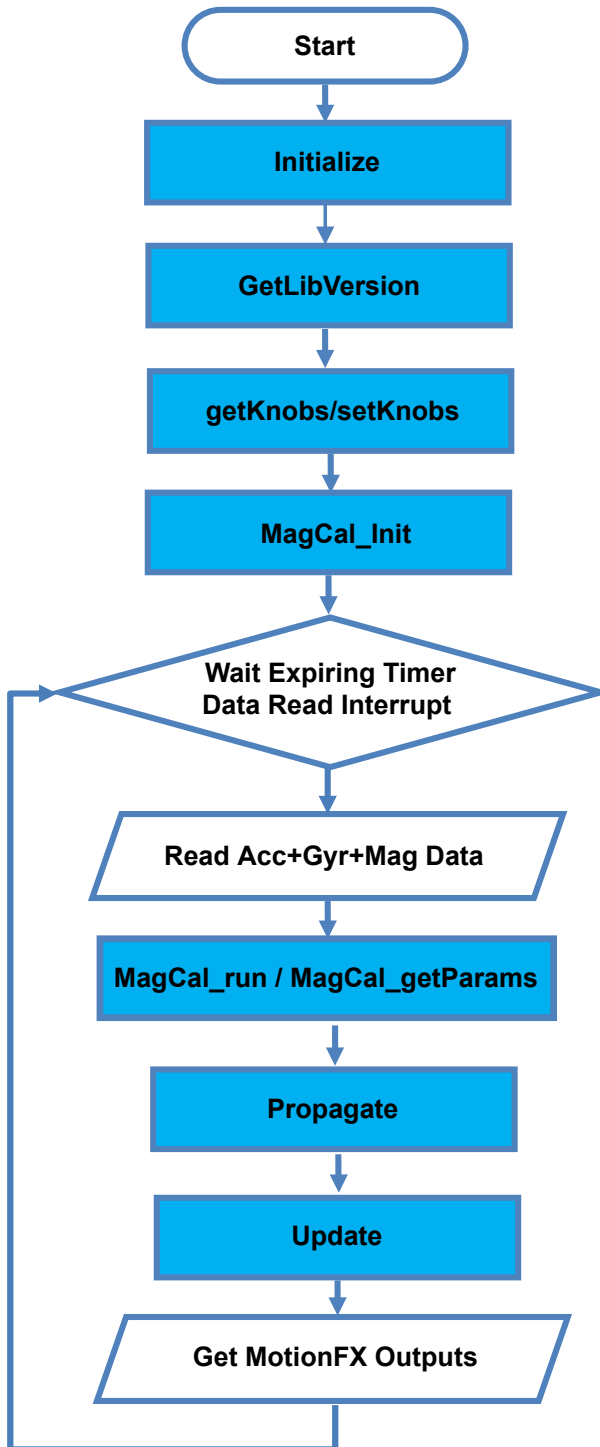 Start
Initialize
GetLibVersion
getKnobs/setKnobs
MagCal_Init
Wait Expiring Timer
Data Read Interrupt
Read Acc+Gyr+Mag Data
MagCal_run / MagCal_getParams
Propagate
Update
Get MotionFX Outputs